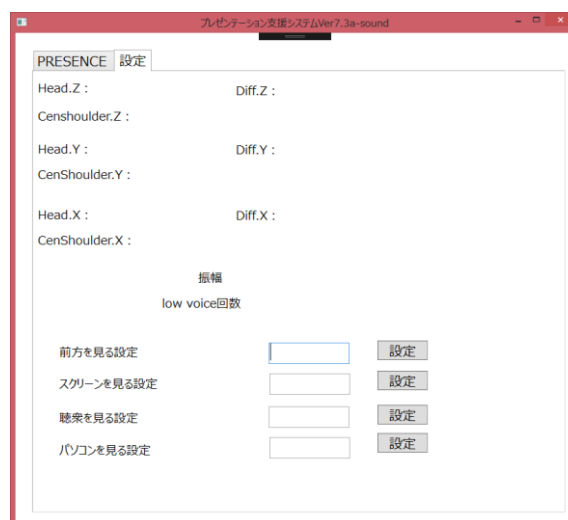 プレゼンテーション支援システムVer7.3a-sound
PRESENCE 設定
Head.Z : Diff.Z :
Censhoulder.Z :
Head.Y : Diff.Y :
CenShoulder.Y :
Head.X : Diff.X :
CenShoulder.X :
振幅
low voice回数
前方を見る設定 設定
スクリーンを見る設定 設定
聴衆を見る設定 設定
パソコンを見る設定 設定